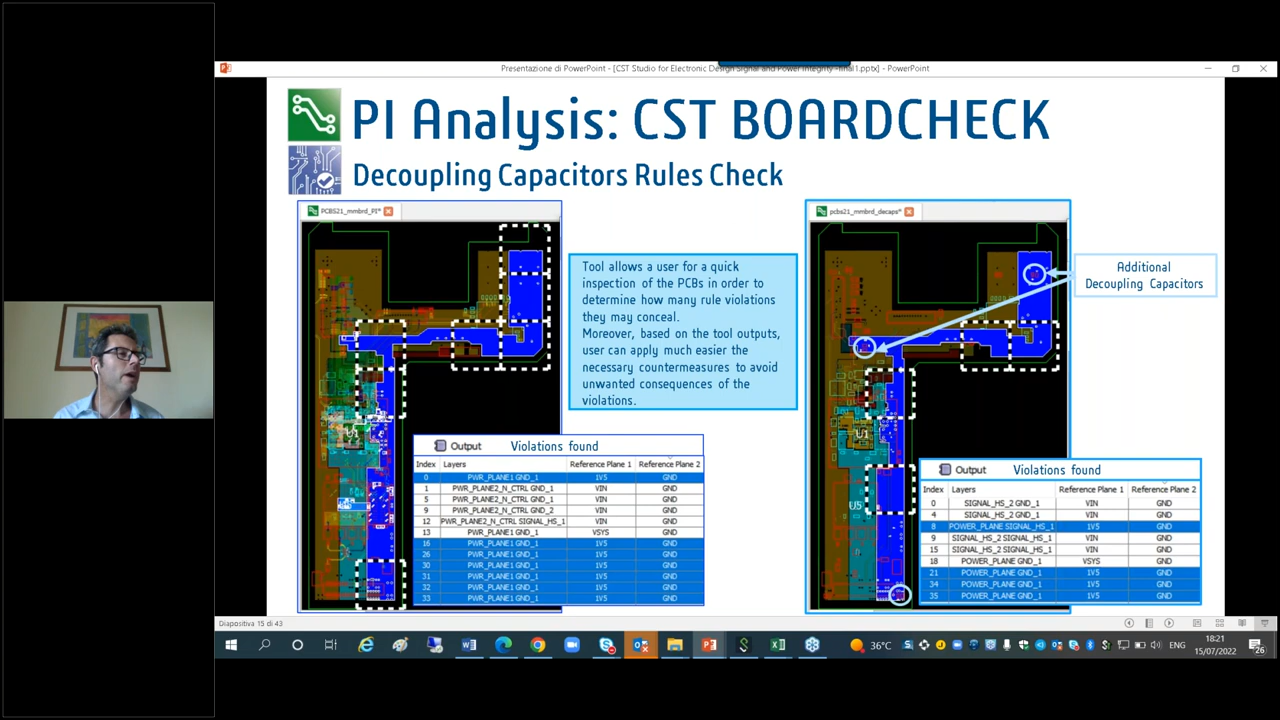 Presentazione di PowerPoint - [CST Studio for Electronic Design Signal and Power Integrity -final1.pptx] - PowerPoint
PI Analysis: CST BOARDCHECK
Decoupling Capacitors Rules Check
PCBS21_mmbrd_PI*
Tool allows a user for a quick
inspection of the PCBs in order to
determine how many rule violations
they may conceal.
Moreover, based on the tool outputs,
user can apply much easier the
necessary countermeasures to avoid
unwanted consequences of the
violations.
pcbs21_mmbrd_decaps*
Additional
Decoupling Capacitors
U1
U5
Output Violations found
Index Layers Reference Plane 1 Reference Plane 2
0 PWR_PLANE1 GND_1 1V5 GND
1 PWR_PLANE2_N_CTRL GND_1 VIN GND
5 PWR_PLANE2_N_CTRL GND_1 VIN GND
9 PWR_PLANE2_N_CTRL GND_2 VIN GND
12 PWR_PLANE2_N_CTRL SIGNAL_HS_1 VIN GND
13 PWR_PLANE1 GND_1 VSYS GND
16 PWR_PLANE1 GND_1 1V5 GND
26 PWR_PLANE1 GND_1 1V5 GND
30 PWR_PLANE1 GND_1 1V5 GND
31 PWR_PLANE1 GND_1 1V5 GND
32 PWR_PLANE1 GND_1 1V5 GND
33 PWR_PLANE1 GND_1 1V5 GND
Output Violations found
Index Layers Reference Plane 1 Reference Plane 2
0 SIGNAL_HS_2 GND_1 VIN GND
4 SIGNAL_HS_2 GND_1 VIN GND
8 POWER_PLANE SIGNAL_HS_1 1V5 GND
9 SIGNAL_HS_2 SIGNAL_HS_1 VIN GND
15 SIGNAL_HS_2 SIGNAL_HS_1 VIN GND
18 POWER_PLANE GND_1 VSYS GND
21 POWER_PLANE GND_1 1V5 GND
34 POWER_PLANE GND_1 1V5 GND
35 POWER_PLANE GND_1 1V5 GND
Diapositiva 15 di 43
36°C
ENG
18:21
15/07/2022
26